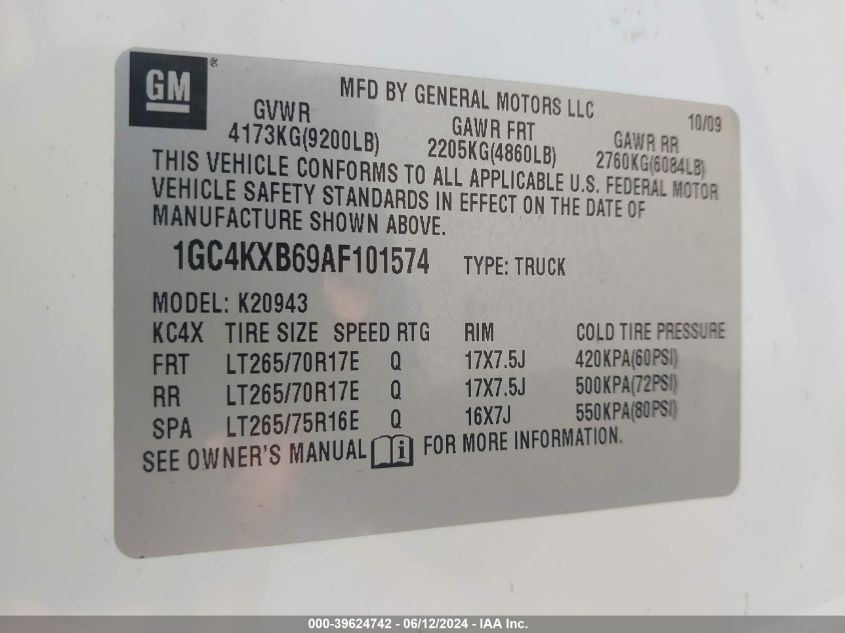 GM®
MFD BY GENERAL MOTORS LLC
10/09
GVWR GAWR FRT GAWR RR
4173KG(9200LB) 2205KG(4860LB) 2760KG(6084LB)
THIS VEHICLE CONFORMS TO ALL APPLICABLE U.S. FEDERAL MOTOR
VEHICLE SAFETY STANDARDS IN EFFECT ON THE DATE OF
MANUFACTURE SHOWN ABOVE.
1GC4KXB69AF101574 TYPE: TRUCK
MODEL: K20943
KC4X TIRE SIZE SPEED RTG RIM COLD TIRE PRESSURE
FRT LT265/70R17E Q 17X7.5J 420KPA(60PSI)
RR LT265/70R17E Q 17X7.5J 500KPA(72PSI)
SPA LT265/75R16E Q 16X7J 550KPA(80PSI)
SEE OWNER'S MANUAL i FOR MORE INFORMATION.
000-39624742 - 06/12/2024 - IAA Inc.